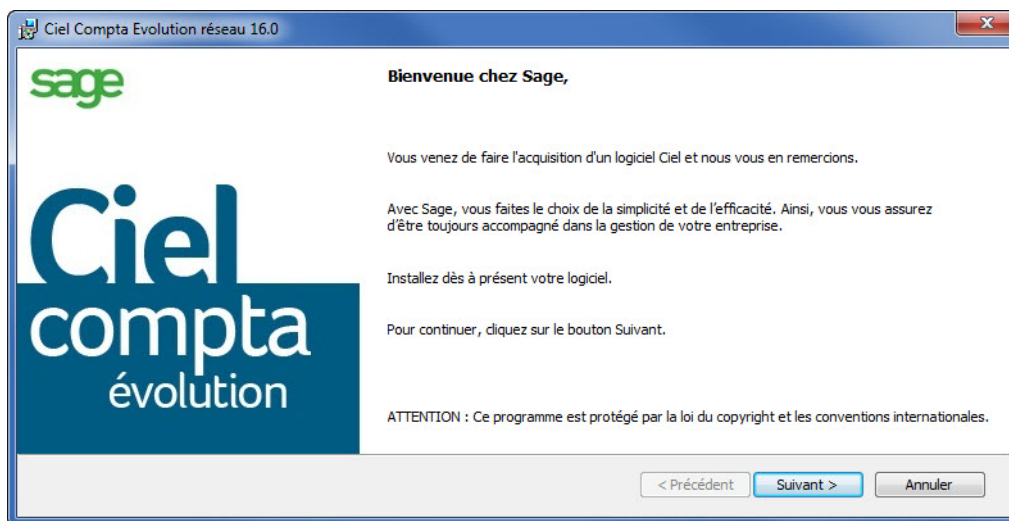 Ciel Compta Evolution réseau 16.0
sage
Ciel
compta
évolution
Bienvenue chez Sage,
Vous venez de faire l'acquisition d'un logiciel Ciel et nous vous en remercions.
Avec Sage, vous faites le choix de la simplicité et de l'efficacité. Ainsi, vous vous assurez
d'être toujours accompagné dans la gestion de votre entreprise.
Installez dès à présent votre logiciel.
Pour continuer, cliquez sur le bouton Suivant.
ATTENTION : Ce programme est protégé par la loi du copyright et les conventions internationales.
< Précédent
Suivant >
Annuler